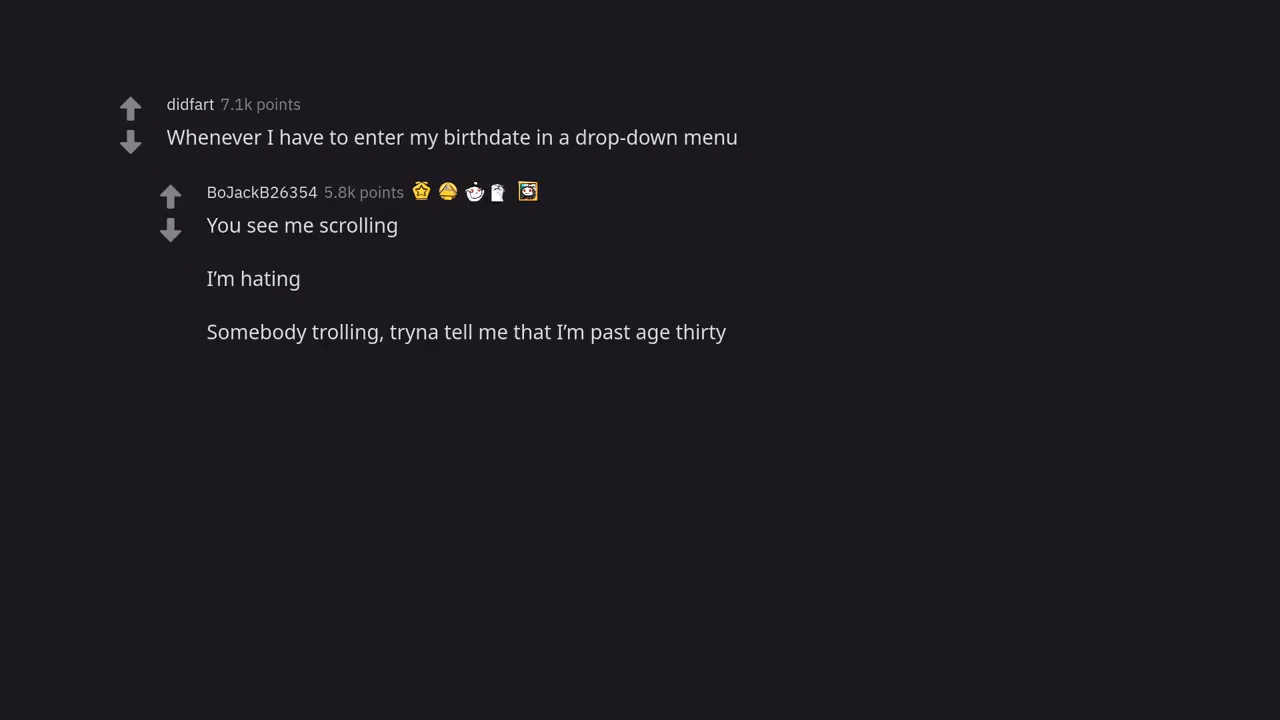 didfart 7.1k points
Whenever I have to enter my birthdate in a drop-down menu
BoJackB26354 5.8k points
You see me scrolling
I’m hating
Somebody trolling, tryna tell me that I’m past age thirty